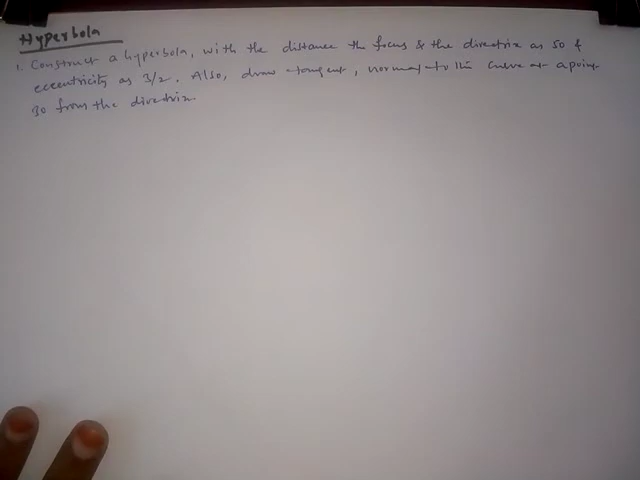 Hyperbola
1. Construct a hyperbola, with the distance the focus & the directrix as 50 &
eccentricity as 3/2. Also, draw tangent, normal to the curve at a point
30 from the directrix